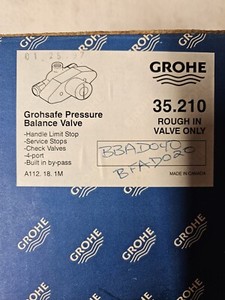 GROHE
35.210
ROUGH IN
VALVE ONLY
Grohsafe Pressure
Balance Valve
-Handle Limit Stop
-Service Stops
-Check Valves
-4-port
-Built in by-pass
A112. 18. 1M
BBAD040
BFAD020
MADE IN CANADA
GROHE
GROHE
GROHE
GROHE